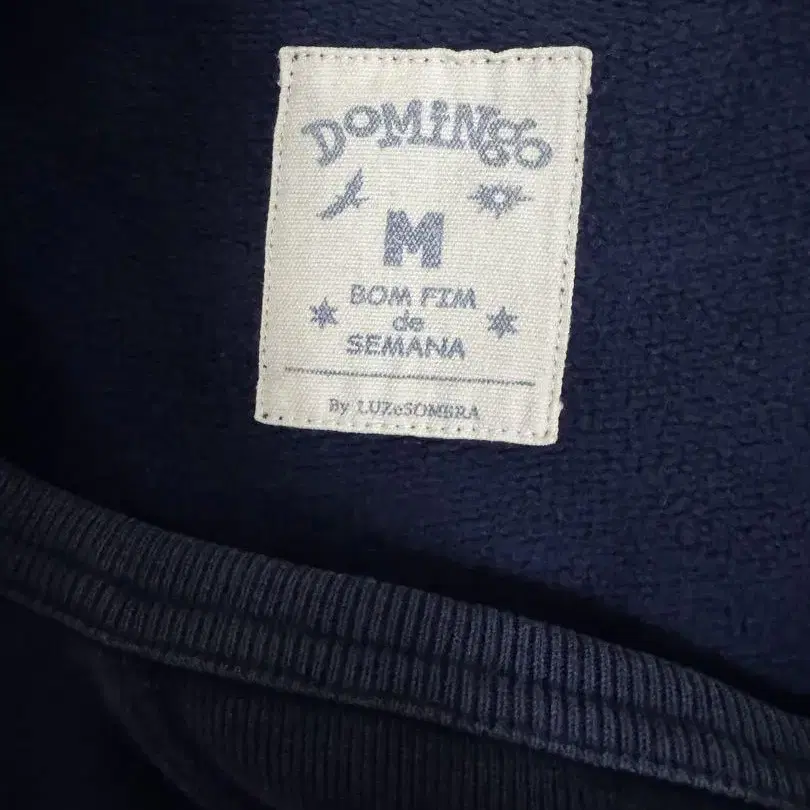 DOMiNGo
M
BOM FIM
de
SEMANA
By LUZeSOMBRA